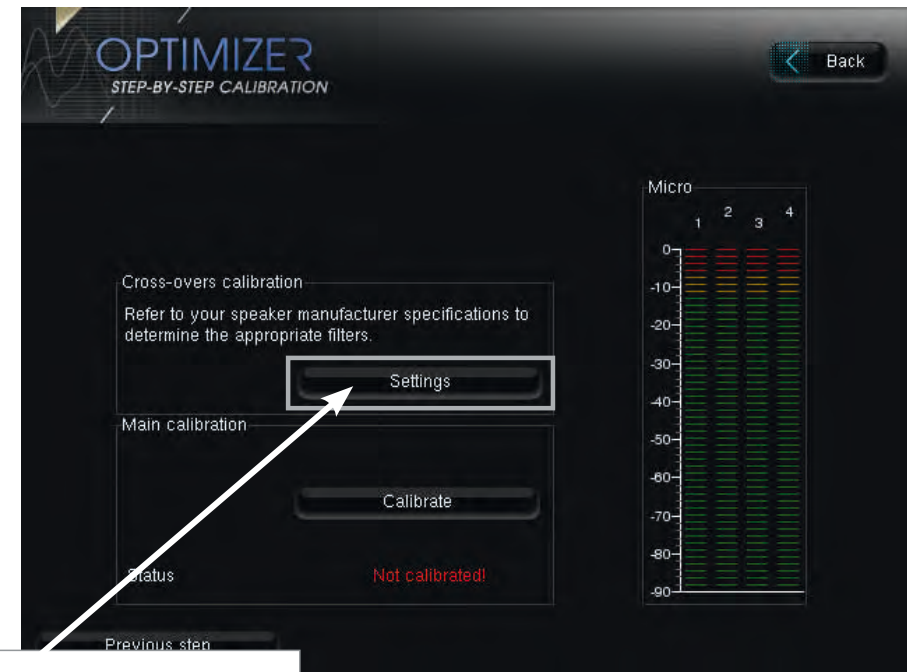 OPTIMIZER
STEP-BY-STEP CALIBRATION
Back
Cross-overs calibration
Refer to your speaker manufacturer specifications to
determine the appropriate filters.
Settings
Main calibration
Calibrate
Status
Not calibrated!
Previous step
Micro
1 2 3 4
0
-10
-20
-30
-40
-50
-60
-70
-80
-90